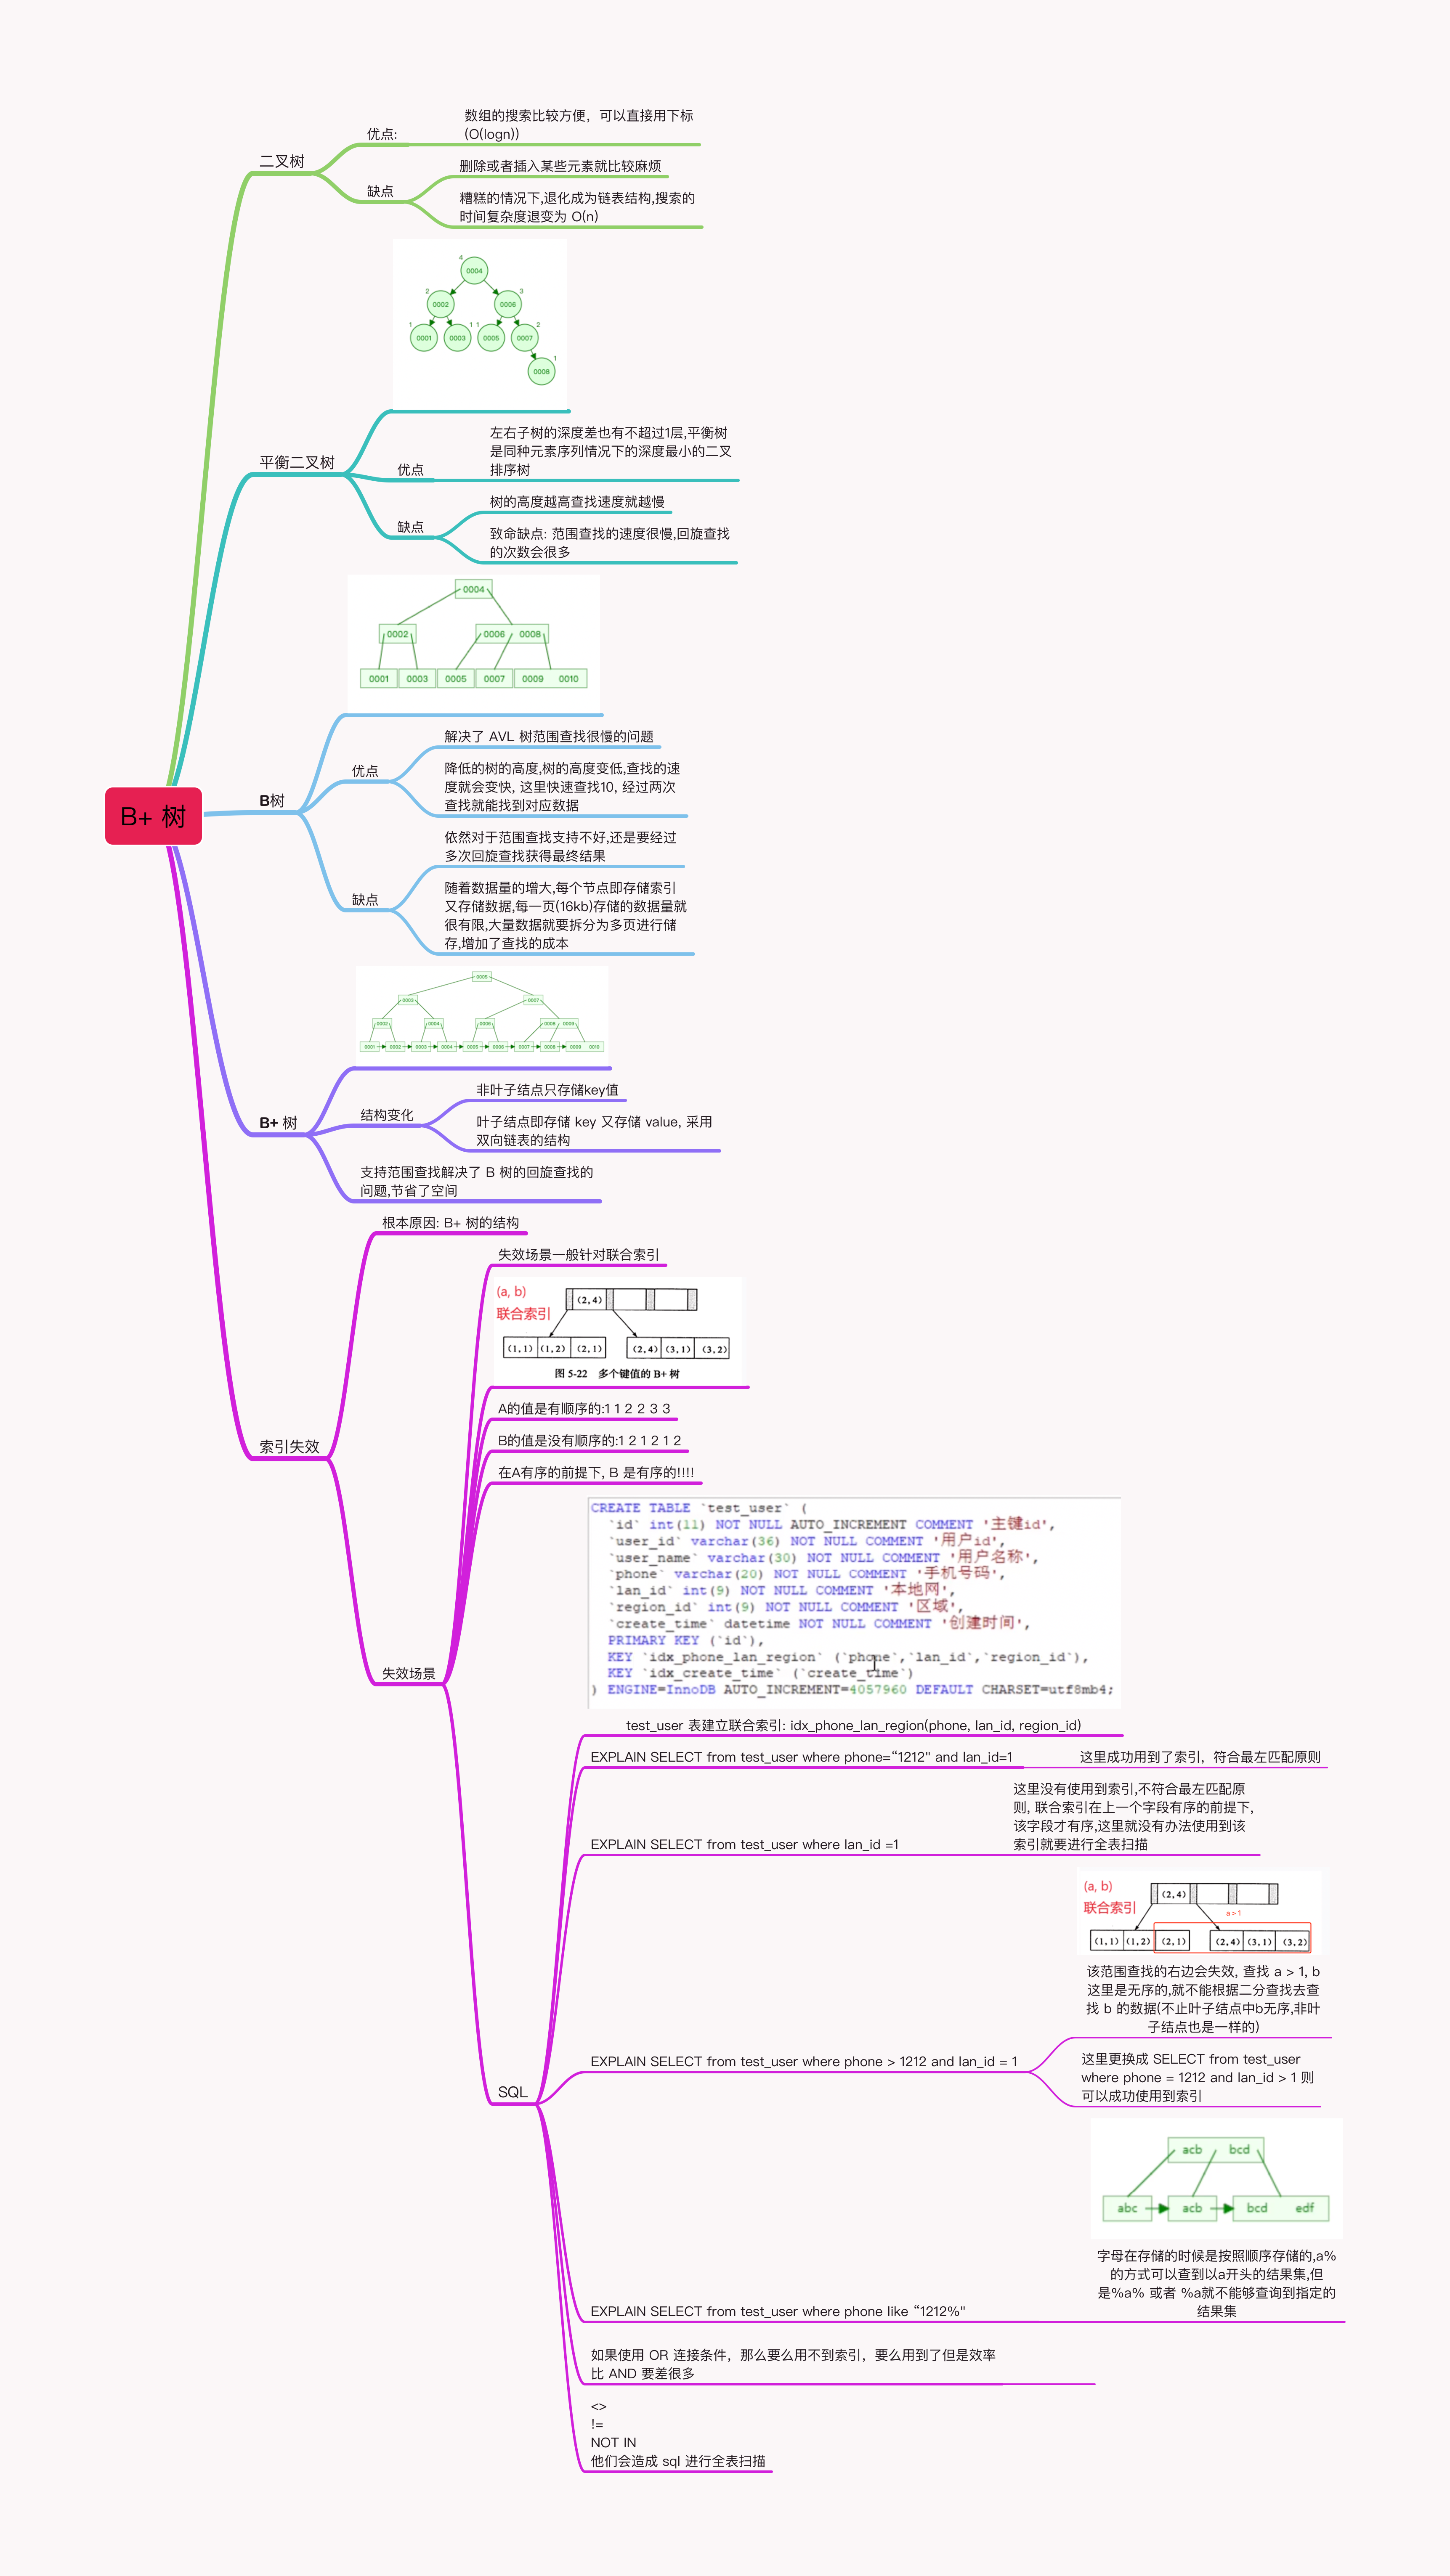 数组的搜索比较方便，可以直接用下标
(O(logn))
优点:
二叉树
删除或者插入某些元素就比较麻烦
缺点
糟糕的情况下,退化成为链表结构,搜索的
时间复杂度退变为 O(n)
4
0004
2
3
0002
0006
1
1
1
2
0001
0003
0005
0007
1
0008
左右子树的深度差也有不超过1层,平衡树
是同种元素序列情况下的深度最小的二叉
排序树
平衡二叉树
优点
树的高度越高查找速度就越慢
缺点
致命缺点: 范围查找的速度很慢,回旋查找
的次数会很多
0004
0002
0006 0008
0001 0003 0005 0007 0009 0010
解决了 AVL 树范围查找很慢的问题
优点
降低的树的高度,树的高度变低,查找的速
度就会变快, 这里快速查找10, 经过两次
查找就能找到对应数据
B树
B+ 树
依然对于范围查找支持不好,还是要经过
多次回旋查找获得最终结果
缺点
随着数据量的增大,每个节点即存储索引
又存储数据,每一页(16kb)存储的数据量就
很有限,大量数据就要拆分为多页进行储
存,增加了查找的成本
0005
0003 0007
0002 0004 0006 0008 0009
0001 0002 0003 0004 0005 0006 0007 0008 0009 0010
非叶子结点只存储key值
结构变化
B+ 树
叶子结点即存储 key 又存储 value, 采用
双向链表的结构
支持范围查找解决了 B 树的回旋查找的
问题,节省了空间
根本原因: B+ 树的结构
失效场景一般针对联合索引
(a, b)
联合索引
(2,4)
(1,1) (1,2) (2,1) (2,4) (3,1) (3,2)
图 5-22 多个键值的 B+ 树
A的值是有顺序的:1 1 2 2 3 3
B的值是没有顺序的:1 2 1 2 1 2
索引失效
在A有序的前提下, B 是有序的!!!!
CREATE TABLE `test_user` (
`id` int(11) NOT NULL AUTO_INCREMENT COMMENT '主键id',
`user_id` varchar(36) NOT NULL COMMENT '用户id',
`user_name` varchar(30) NOT NULL COMMENT '用户名称',
`phone` varchar(20) NOT NULL COMMENT '手机号码',
`lan_id` int(9) NOT NULL COMMENT '本地网',
`region_id` int(9) NOT NULL COMMENT '区域',
`create_time` datetime NOT NULL COMMENT '创建时间',
PRIMARY KEY (`id`),
KEY `idx_phone_lan_region` (`phone`,`lan_id`,`region_id`),
KEY `idx_create_time` (`create_time`)
) ENGINE=InnoDB AUTO_INCREMENT=4057960 DEFAULT CHARSET=utf8mb4;
失效场景
test_user 表建立联合索引: idx_phone_lan_region(phone, lan_id, region_id)
EXPLAIN SELECT from test_user where phone=“1212" and lan_id=1
这里成功用到了索引，符合最左匹配原则
这里没有使用到索引,不符合最左匹配原
则, 联合索引在上一个字段有序的前提下,
该字段才有序,这里就没有办法使用到该
索引就要进行全表扫描
EXPLAIN SELECT from test_user where lan_id =1
(a, b)
联合索引
(2,4)
a > 1
(1,1) (1,2) (2,1) (2,4) (3,1) (3,2)
该范围查找的右边会失效, 查找 a > 1, b
这里是无序的,就不能根据二分查找去查
找 b 的数据(不止叶子结点中b无序,非叶
子结点也是一样的)
EXPLAIN SELECT from test_user where phone > 1212 and lan_id = 1
这里更换成 SELECT from test_user
where phone = 1212 and lan_id > 1 则
可以成功使用到索引
SQL
acb bcd
abc acb bcd edf
字母在存储的时候是按照顺序存储的,a%
的方式可以查到以a开头的结果集,但
是%a% 或者 %a就不能够查询到指定的
结果集
EXPLAIN SELECT from test_user where phone like “1212%"
如果使用 OR 连接条件，那么要么用不到索引，要么用到了但是效率
比 AND 要差很多
<>
!=
NOT IN
他们会造成 sql 进行全表扫描